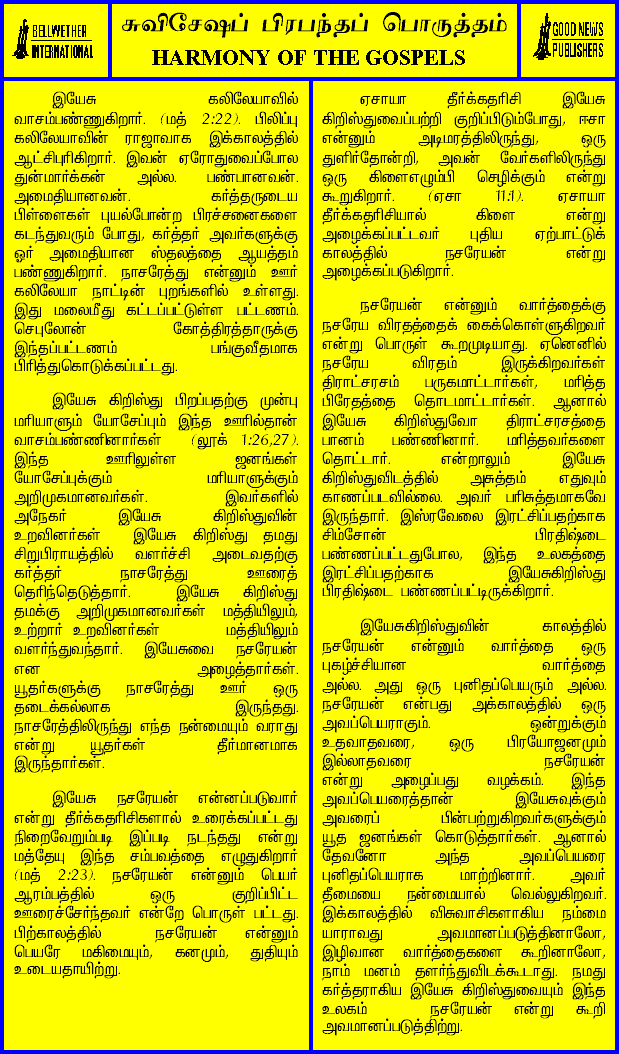 BELLWETHER
INTERNATIONAL
சுவிசேஷப் பிரபந்தப் பொருத்தம்
HARMONY OF THE GOSPELS
GOOD NEWS
PUBLISHERS
இயேசு கலிலேயாவில்
வாசம்பண்ணுகிறார். (மத் 2:22). பிலிப்பு
கலிலேயாவின் ராஜாவாக இக்காலத்தில்
ஆட்சிபுரிகிறார். இவன் ஏரோதுவைப்போல
துன்மார்க்கன் அல்ல. பண்பானவன்.
அமைதியானவன். கர்த்தருடைய
பிள்ளைகள் புயல்போன்ற பிரச்சனைகளை
கடந்துவரும் போது, கர்த்தர் அவர்களுக்கு
ஓர் அமைதியான ஸ்தலத்தை ஆயத்தம்
பண்ணுகிறார். நாசரேத்து என்னும் ஊர்
கலிலேயா நாட்டின் புறங்களில் உள்ளது.
இது மலைமீது கட்டப்பட்டுள்ள பட்டணம்.
செபுலோன் கோத்திரத்தாருக்கு
இந்தப்பட்டணம் பங்குவீதமாக
பிரித்துகொடுக்கப்பட்டது.
இயேசு கிறிஸ்து பிறப்பதற்கு முன்பு
மரியாளும் யோசேப்பும் இந்த ஊரில்தான்
வாசம்பண்ணினார்கள் (லூக் 1:26,27).
இந்த ஊரிலுள்ள ஜனங்கள்
யோசேப்புக்கும் மரியாளுக்கும்
அறிமுகமானவர்கள். இவர்களில்
அநேகர் இயேசு கிறிஸ்துவின்
உறவினர்கள் இயேசு கிறிஸ்து தமது
சிறுபிராயத்தில் வளர்ச்சி அடைவதற்கு
கர்த்தர் நாசரேத்து ஊரைத்
தெரிந்தெடுத்தார். இயேசு கிறிஸ்து
தமக்கு அறிமுகமானவர்கள் மத்தியிலும்,
உற்றார் உறவினர்கள் மத்தியிலும்
வளர்ந்துவந்தார். இயேசுவை நசரேயன்
என அழைத்தார்கள்.
யூதர்களுக்கு நாசரேத்து ஊர் ஒரு
தடைக்கல்லாக இருந்தது.
நாசரேத்திலிருந்து எந்த நன்மையும் வராது
என்று யூதர்கள் தீர்மானமாக
இருந்தார்கள்.
இயேசு நசரேயன் என்னப்படுவார்
என்று தீர்க்கதரிசிகளால் உரைக்கப்பட்டது
நிறைவேறும்படி இப்படி நடந்தது என்று
மத்தேயு இந்த சம்பவத்தை எழுதுகிறார்
(மத் 2:23). நசரேயன் என்னும் பெயர்
ஆரம்பத்தில் ஒரு குறிப்பிட்ட
ஊரைச்சேர்ந்தவர் என்றே பொருள் பட்டது.
பிற்காலத்தில் நசரேயன் என்னும்
பெயரே மகிமையும், கனமும், துதியும்
உடையதாயிற்று.
ஏசாயா தீர்க்கதரிசி இயேசு
கிறிஸ்துவைப்பற்றி குறிப்பிடும்போது, ஈசா
என்னும் அடிமரத்திலிருந்து, ஒரு
துளிர்தோன்றி, அவன் வேர்களிலிருந்து
ஒரு கிளைஎழும்பி செழிக்கும் என்று
கூறுகிறார். (ஏசா 11:1). ஏசாயா
தீர்க்கதரிசியால் கிளை என்று
அழைக்கப்பட்டவர் புதிய ஏற்பாட்டுக்
காலத்தில் நசரேயன் என்று
அழைக்கப்படுகிறார்.
நசரேயன் என்னும் வார்த்தைக்கு
நசரேய விரதத்தைக் கைக்கொள்ளுகிறவர்
என்று பொருள் கூறமுடியாது. ஏனெனில்
நசரேய விரதம் இருக்கிறவர்கள்
திராட்சரசம் பருகமாட்டார்கள், மரித்த
பிரேதத்தை தொடமாட்டார்கள். ஆனால்
இயேசு கிறிஸ்துவோ திராட்சரசத்தை
பானம் பண்ணினார். மரித்தவர்களை
தொட்டார். என்றாலும் இயேசு
கிறிஸ்துவிடத்தில் அசுத்தம் எதுவும்
காணப்படவில்லை. அவர் பரிசுத்தமாகவே
இருந்தார். இஸ்ரவேலை இரட்சிப்பதற்காக
சிம்சோன் பிரதிஷ்டை
பண்ணப்பட்டதுபோல, இந்த உலகத்தை
இரட்சிப்பதற்காக இயேசுகிறிஸ்து
பிரதிஷ்டை பண்ணப்பட்டிருக்கிறார்.
இயேசுகிறிஸ்துவின் காலத்தில்
நசரேயன் என்னும் வார்த்தை ஒரு
புகழ்ச்சியான வார்த்தை
அல்ல. அது ஒரு புனிதப்பெயரும் அல்ல.
நசரேயன் என்பது அக்காலத்தில் ஒரு
அவப்பெயராகும். ஒன்றுக்கும்
உதவாதவரை, ஒரு பிரயோஜனமும்
இல்லாதவரை நசரேயன்
என்று அழைப்பது வழக்கம். இந்த
அவப்பெயரைத்தான் இயேசுவுக்கும்
அவரைப் பின்பற்றுகிறவர்களுக்கும்
யூத ஜனங்கள் கொடுத்தார்கள். ஆனால்
தேவனோ அந்த அவப்பெயரை
புனிதப்பெயராக மாற்றினார். அவர்
தீமையை நன்மையால் வெல்லுகிறவர்.
இக்காலத்தில் விசுவாசிகளாகிய நம்மை
யாராவது அவமானப்படுத்தினாலோ,
இழிவான வார்த்தைகளை கூறினாலோ,
நாம் மனம் தளர்ந்துவிடக்கூடாது. நமது
கர்த்தராகிய இயேசு கிறிஸ்துவையும் இந்த
உலகம் நசரேயன் என்று கூறி
அவமானப்படுத்திற்று.